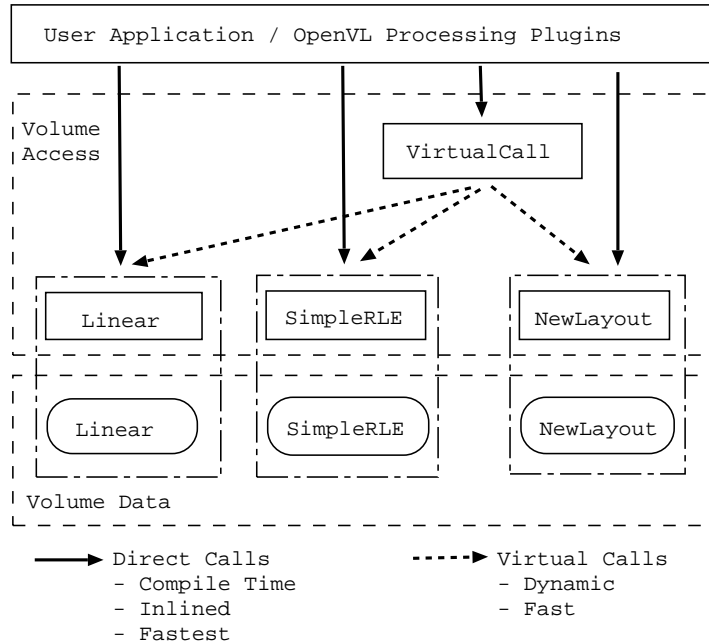 User Application / OpenVL Processing Plugins
Volume
Access
VirtualCall
Linear
SimpleRLE
NewLayout
Linear
SimpleRLE
NewLayout
Volume Data
Direct Calls
- Compile Time
- Inlined
- Fastest
Virtual Calls
- Dynamic
- Fast